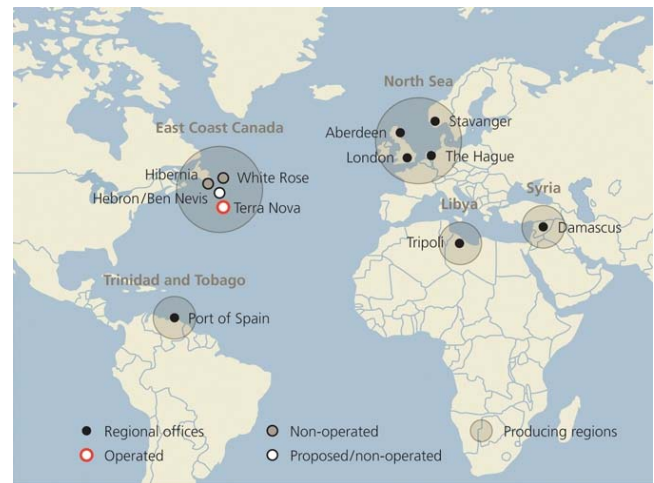 North Sea
Stavanger
East Coast Canada
Aberdeen
Hibernia
White Rose
London
The Hague
Hebron/Ben Nevis
Syria
Terra Nova
Libya
Damascus
Tripoli
Trinidad and Tobago
Port of Spain
Regional offices
Non-operated
Producing regions
Operated
Proposed/non-operated